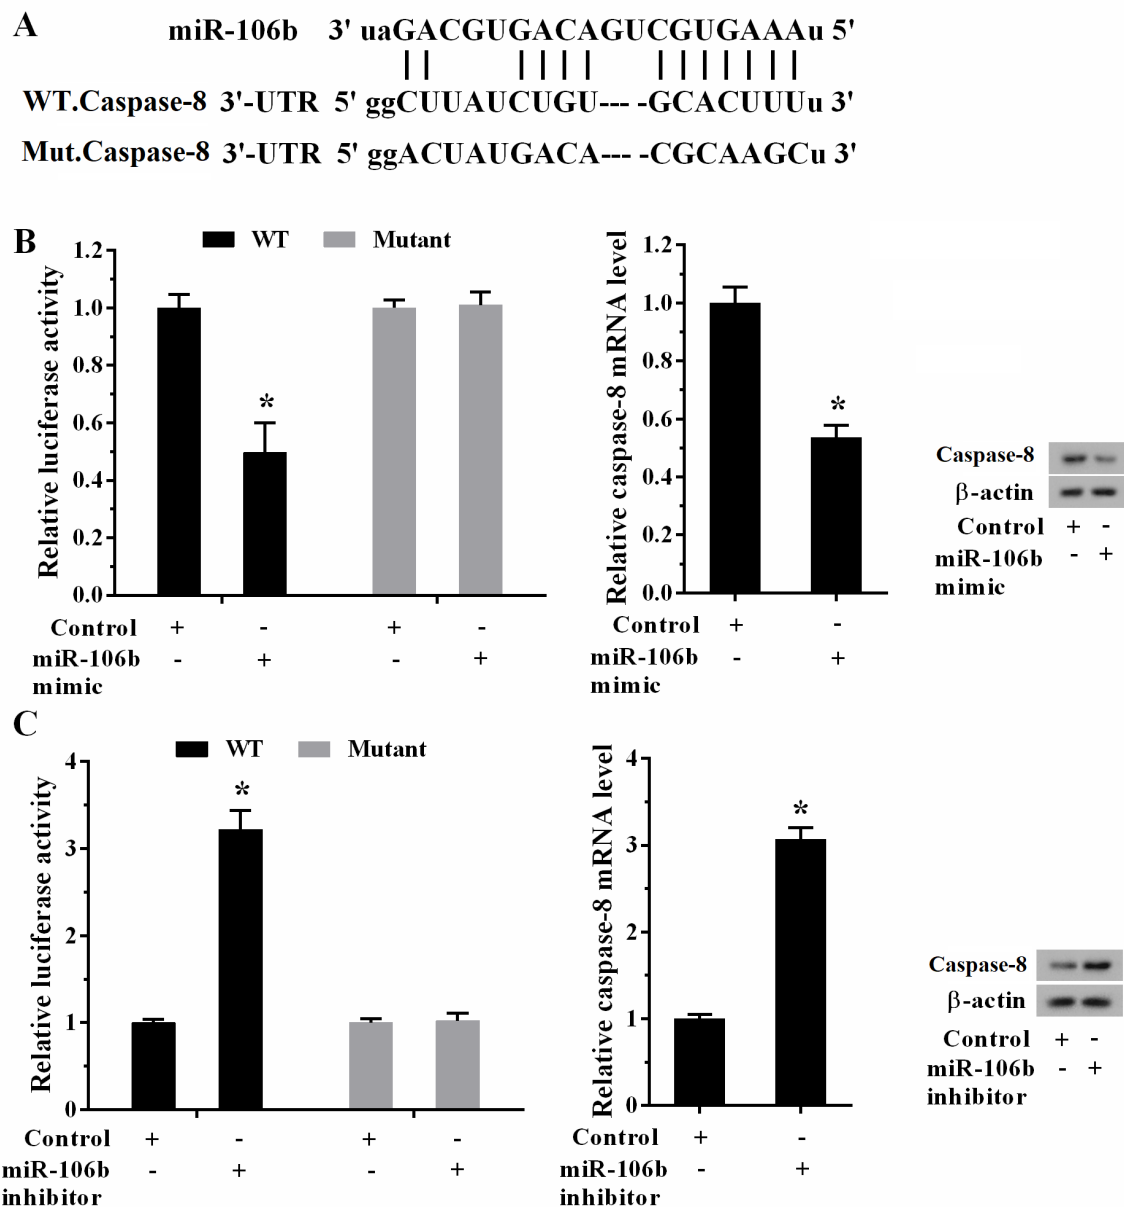 A
miR-106b 3' uaGACGUGACAGUCGUGAAAu 5'
WT.Caspase-8 3'-UTR 5' ggCUUAUCUGU--- -GCACUUUu 3'
Mut.Caspase-8 3'-UTR 5' ggACUAUGACA--- -CGCAAGCu 3'
B
WT Mutant
Relative luciferase activity
1.2
1.0
0.8
0.6
0.4
0.2
0.0
*
Control + - + -
miR-106b - + - +
mimic
Relative caspase-8 mRNA level
1.2
1.0
0.8
0.6
0.4
0.2
0.0
*
Control + -
miR-106b - +
mimic
Caspase-8
β-actin
Control + -
miR-106b - +
mimic
C
WT Mutant
Relative luciferase activity
4
3
2
1
0
*
Control + - + -
miR-106b - + - +
inhibitor
Relative caspase-8 mRNA level
4
3
2
1
0
*
Control + -
miR-106b - +
inhibitor
Caspase-8
β-actin
Control + -
miR-106b - +
inhibitor